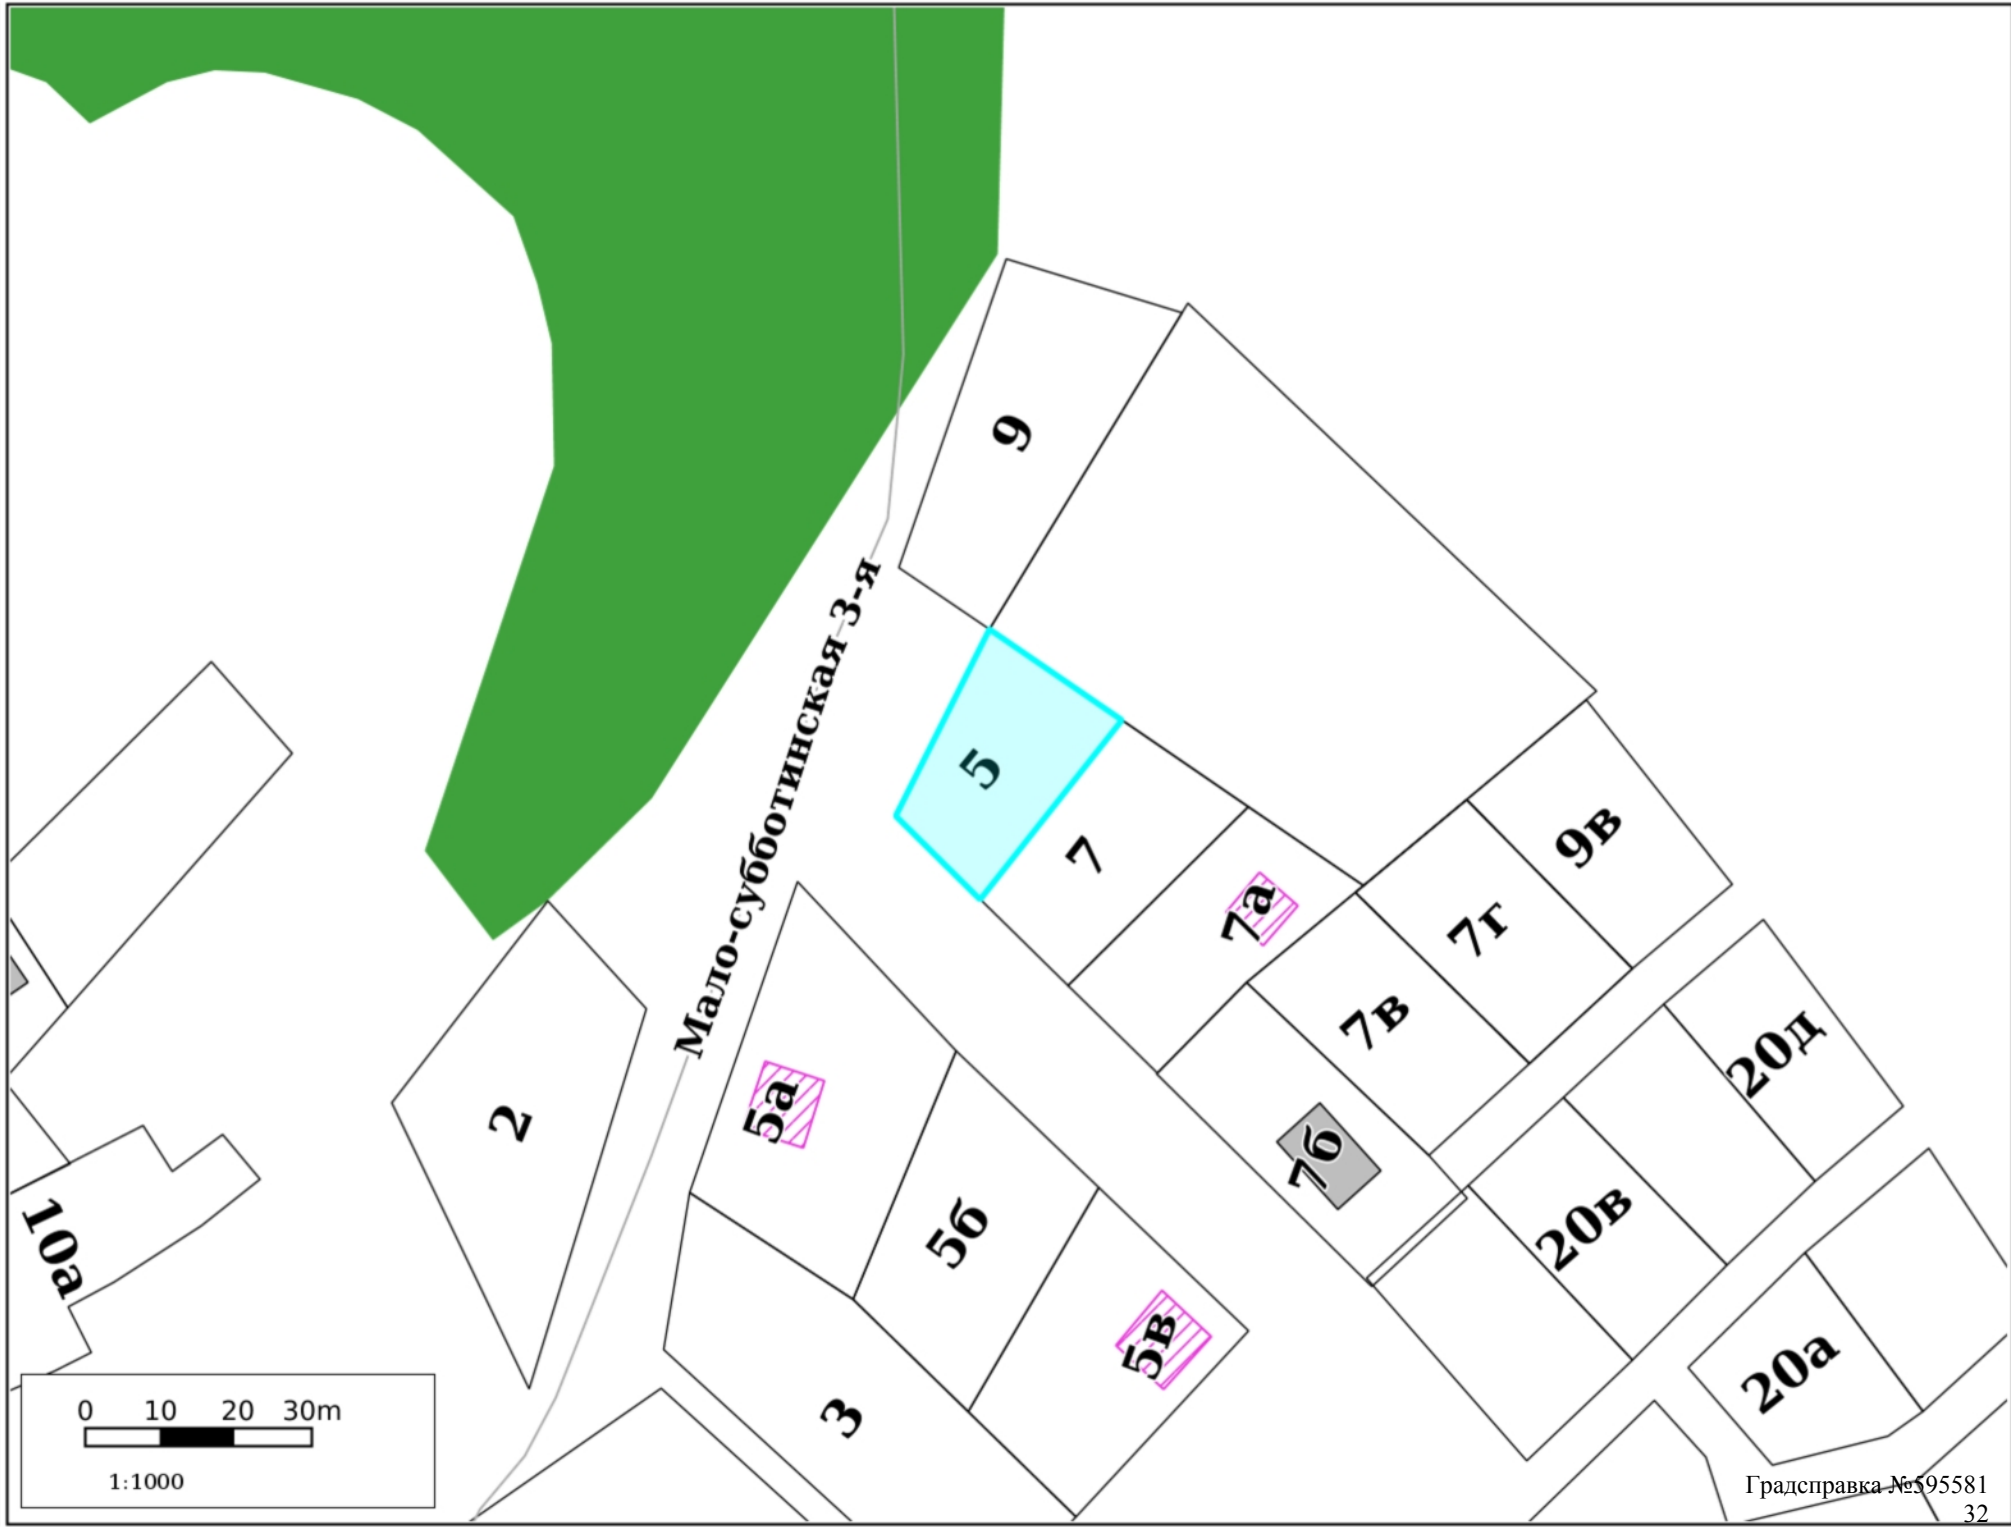 9
Мало-субботинская 3-я
5
7
7а
9в
7г
7в
7б
20д
20в
20а
2
5а
5б
5в
3
10а
0 10 20 30m
1:1000
Градсправка №595581
32